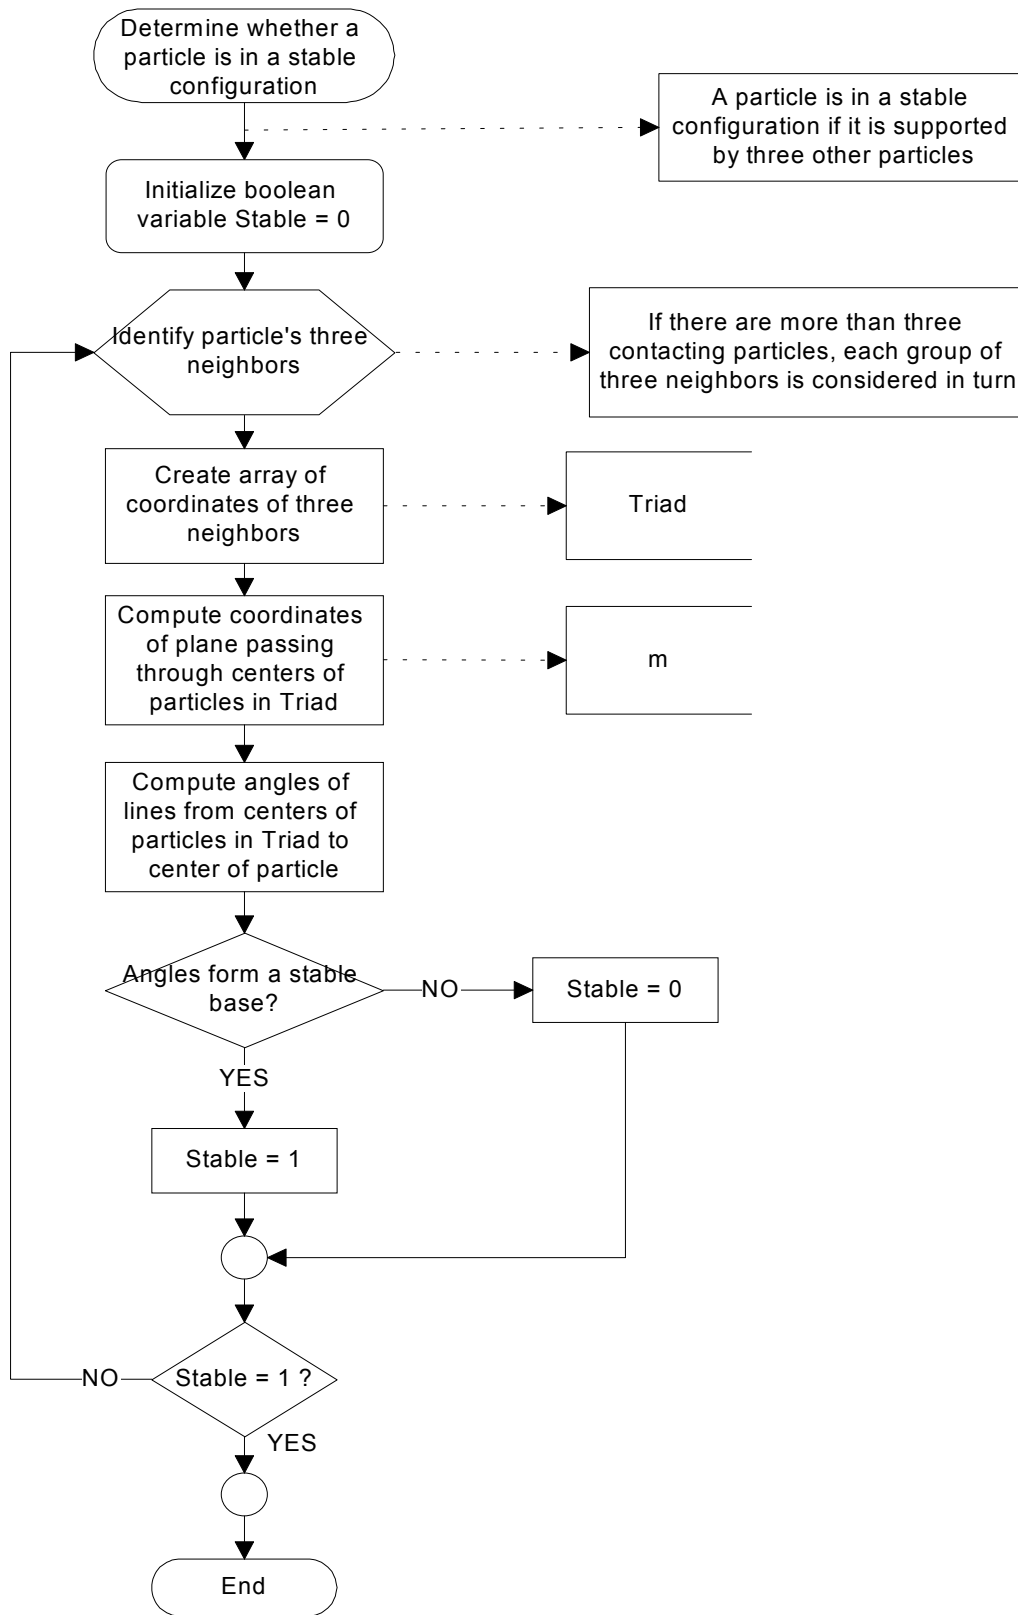 Determine whether a
particle is in a stable
configuration
A particle is in a stable
configuration if it is supported
by three other particles
Initialize boolean
variable Stable = 0
Identify particle's three
neighbors
If there are more than three
contacting particles, each group of
three neighbors is considered in turn
Create array of
coordinates of three
neighbors
Triad
Compute coordinates
of plane passing
through centers of
particles in Triad
m
Compute angles of
lines from centers of
particles in Triad to
center of particle
Angles form a stable
base?
NO
Stable = 0
YES
Stable = 1
NO
Stable = 1 ?
YES
End